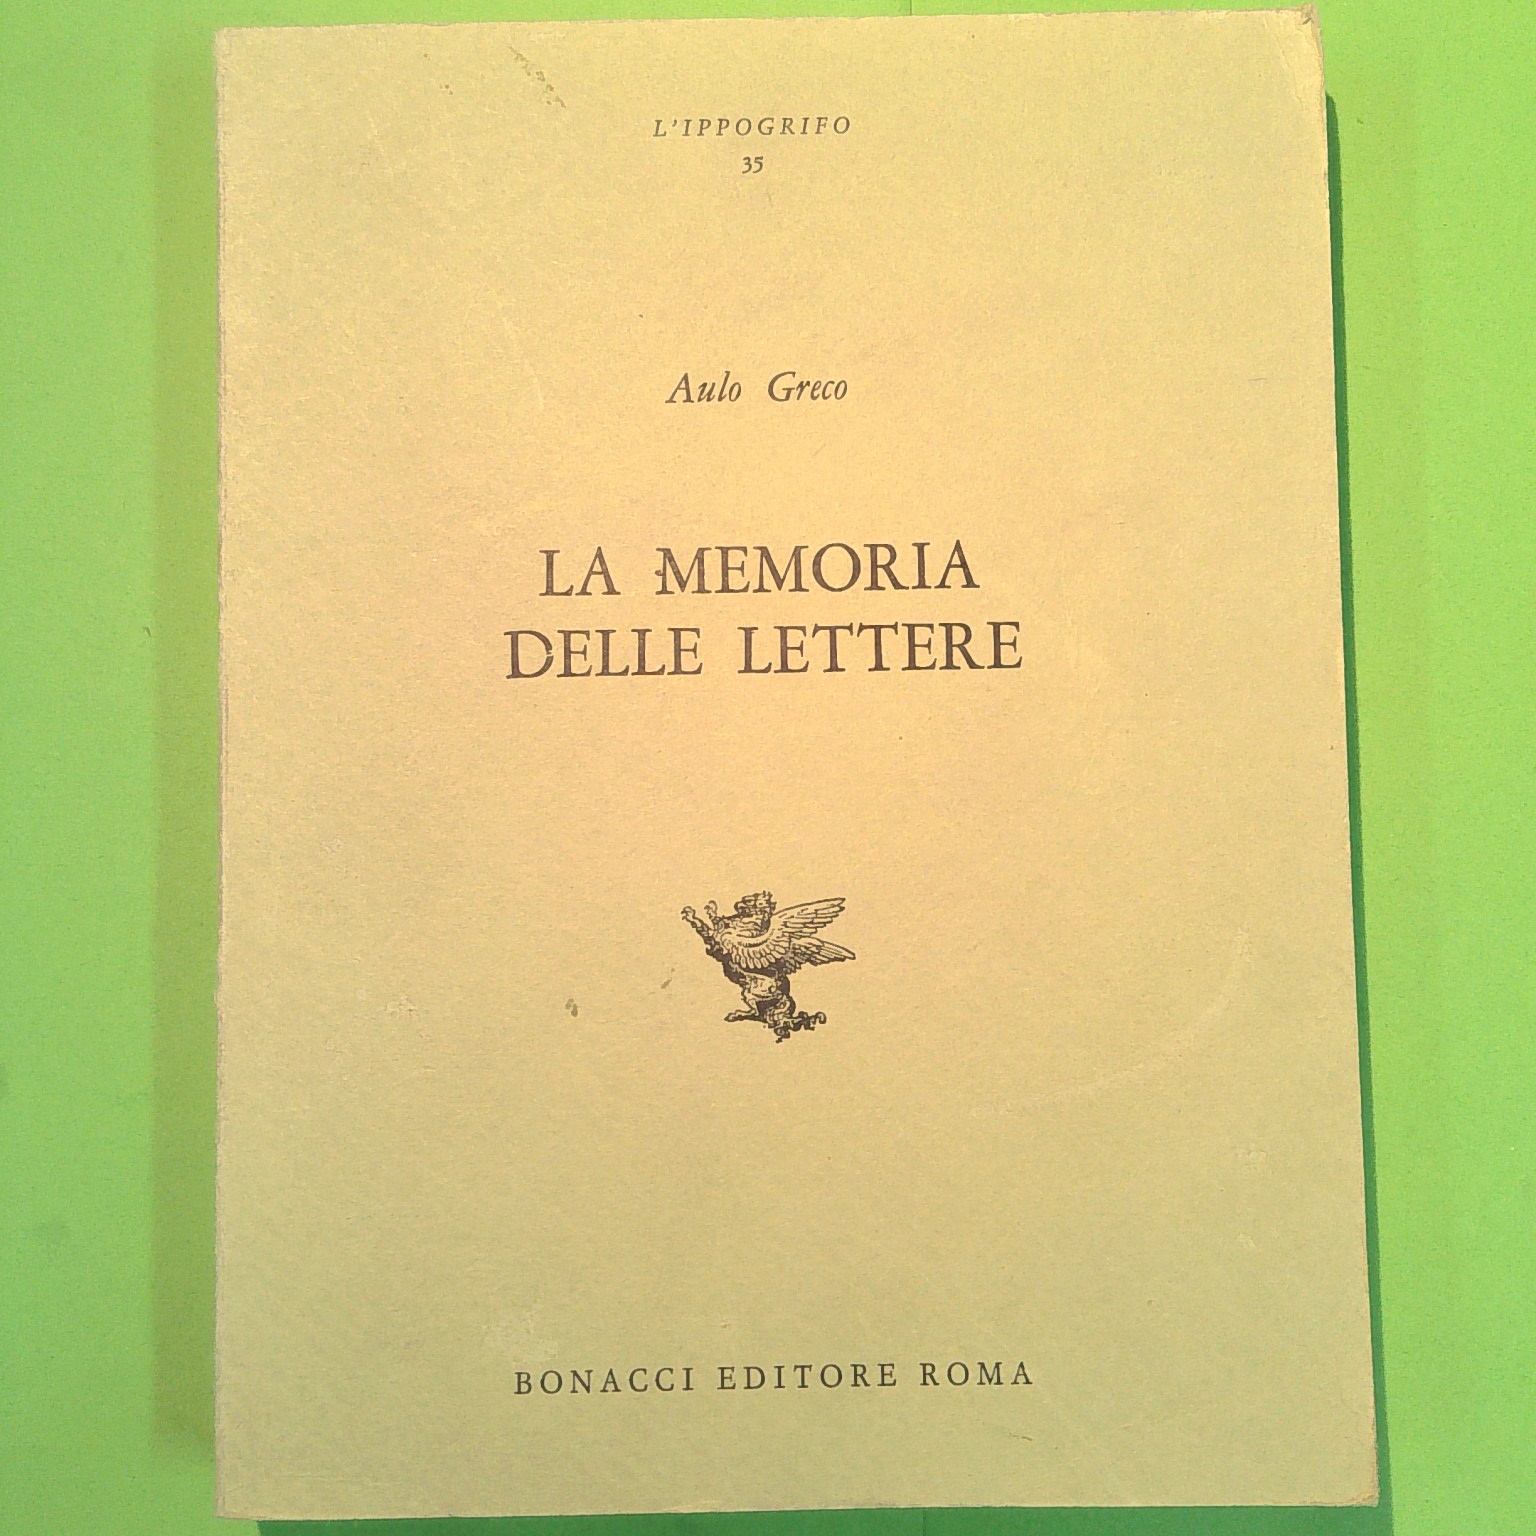 L'IPPOGRIFO
35
Aulo Greco
LA MEMORIA
DELLE LETTERE
BONACCI EDITORE ROMA